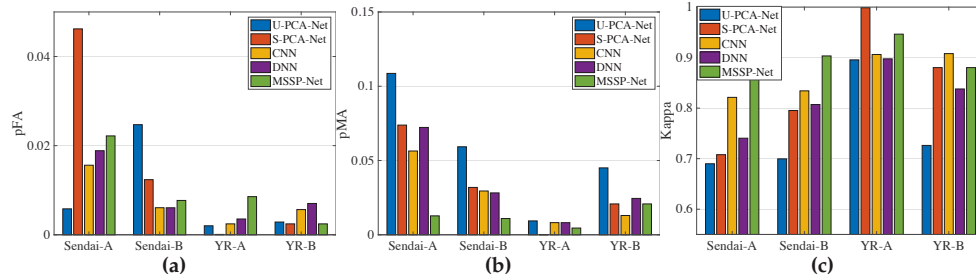 pFA
0.04
0.02
0
U-PCA-Net
S-PCA-Net
CNN
DNN
MSSP-Net
Sendai-A
Sendai-B
YR-A
YR-B
(a)
pMA
0.15
0.1
0.05
0
U-PCA-Net
S-PCA-Net
CNN
DNN
MSSP-Net
Sendai-A
Sendai-B
YR-A
YR-B
(b)
Kappa
1
0.9
0.8
0.7
0.6
U-PCA-Net
S-PCA-Net
CNN
DNN
MSSP-Net
Sendai-A
Sendai-B
YR-A
YR-B
(c)